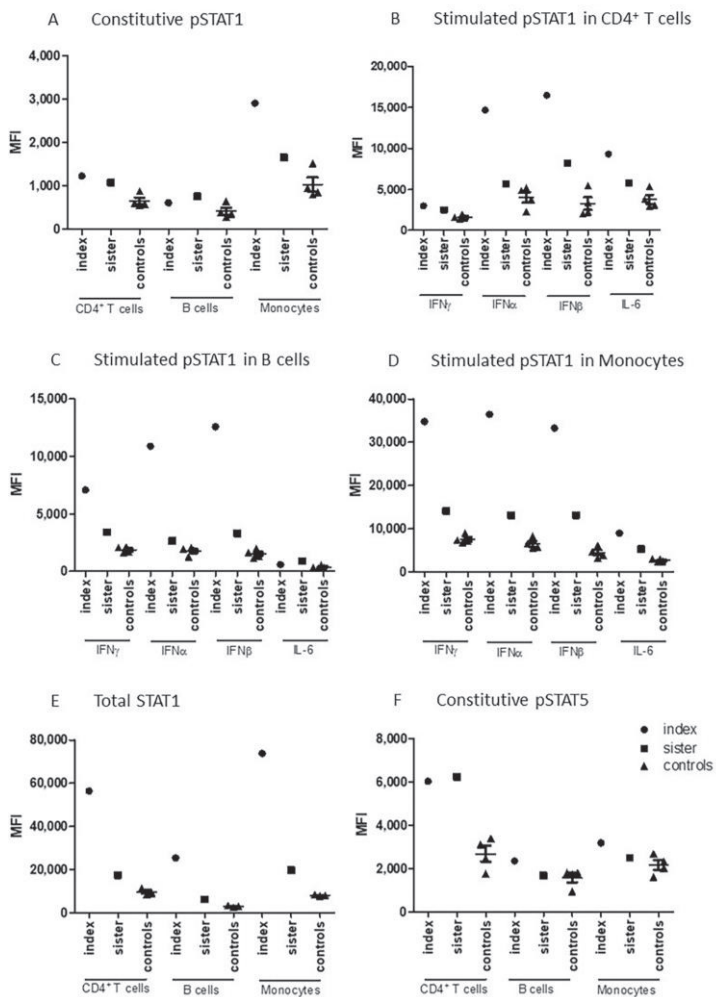 A Constitutive pSTAT1
4,000
3,000
2,000
1,000
0
MFI
index
sister
controls
index
sister
controls
index
sister
controls
CD4⁺ T cells
B cells
Monocytes
B Stimulated pSTAT1 in CD4⁺ T cells
20,000
15,000
10,000
5,000
0
MFI
index
sister
controls
index
sister
controls
index
sister
controls
index
sister
controls
IFNγ
IFNα
IFNβ
IL-6
C Stimulated pSTAT1 in B cells
15,000
10,000
5,000
0
MFI
index
sister
controls
index
sister
controls
index
sister
controls
index
sister
controls
IFNγ
IFNα
IFNβ
IL-6
D Stimulated pSTAT1 in Monocytes
40,000
30,000
20,000
10,000
0
MFI
index
sister
controls
index
sister
controls
index
sister
controls
index
sister
controls
IFNγ
IFNα
IFNβ
IL-6
E Total STAT1
80,000
60,000
40,000
20,000
0
MFI
index
sister
controls
index
sister
controls
index
sister
controls
CD4⁺ T cells
B cells
Monocytes
F Constitutive pSTAT5
index
sister
controls
8,000
6,000
4,000
2,000
0
MFI
index
sister
controls
index
sister
controls
index
sister
controls
CD4⁺ T cells
B cells
Monocytes